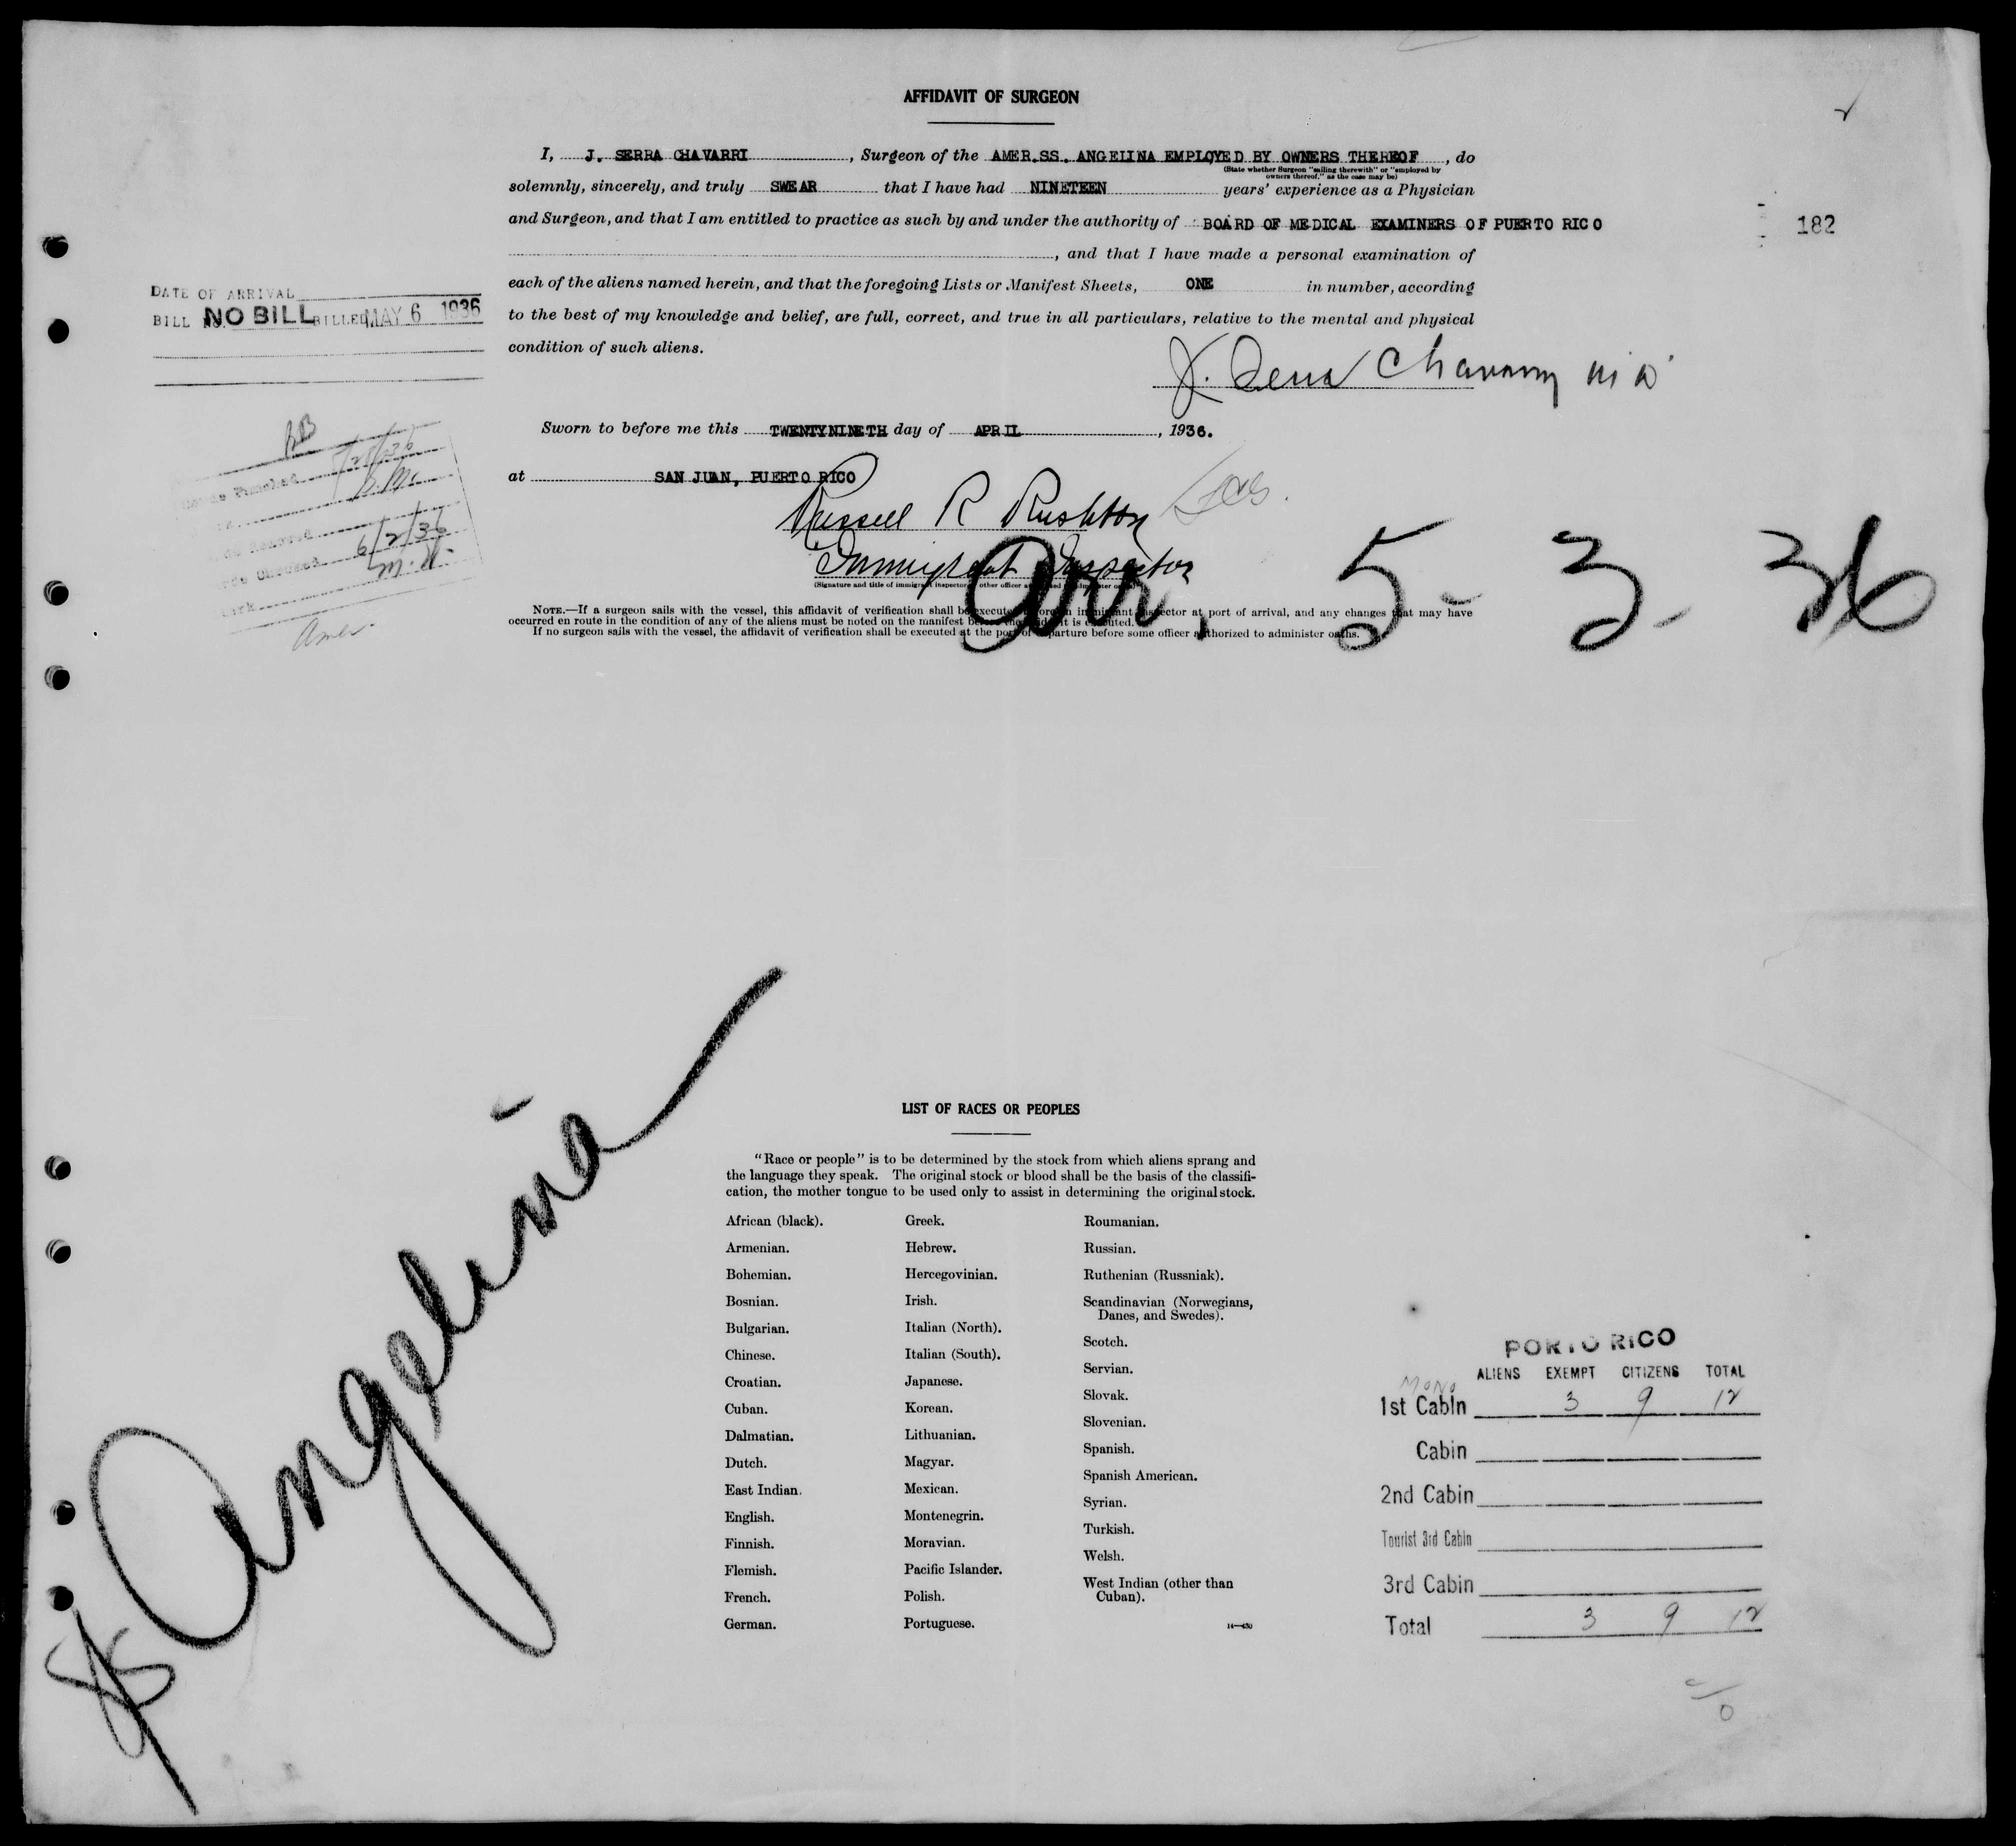 AFFIDAVIT OF SURGEON
I, J. SERRA CHAVARRI, Surgeon of the AMER.SS. ANGELINA EMPLOYED BY OWNERS THEREOF, do
(State whether Surgeon "sailing therewith" or "employed by
owners thereof," as the case may be)
solemnly, sincerely, and truly SWEAR that I have had NINETEEN years' experience as a Physician
and Surgeon, and that I am entitled to practice as such by and under the authority of BOARD OF MEDICAL EXAMINERS OF PUERTO RICO
182
, and that I have made a personal examination of
each of the aliens named herein, and that the foregoing Lists or Manifest Sheets, ONE in number, according
to the best of my knowledge and belief, are full, correct, and true in all particulars, relative to the mental and physical
condition of such aliens.
DATE OF ARRIVAL
BILL NO. NO BILL BILLED MAY 6 1936
J. Serra Chavarry M D
Sworn to before me this TWENTYNINETH day of APRIL, 1936.
at SAN JUAN, PUERTO RICO
Russell R Rushton
Immigrant Inspector
(Signature and title of immigrant inspector or other officer authorized to administer oaths)
6/2/36
M.H.
Amer.
Arr. 5-3-36
NOTE.—If a surgeon sails with the vessel, this affidavit of verification shall be executed before an immigrant inspector at port of arrival, and any changes that may have
occurred en route in the condition of any of the aliens must be noted on the manifest before the affidavit is executed.
If no surgeon sails with the vessel, the affidavit of verification shall be executed at the port of departure before some officer authorized to administer oaths.
SS Angelina
LIST OF RACES OR PEOPLES
"Race or people" is to be determined by the stock from which aliens sprang and
the language they speak. The original stock or blood shall be the basis of the classifi-
cation, the mother tongue to be used only to assist in determining the original stock.
African (black).
Armenian.
Bohemian.
Bosnian.
Bulgarian.
Chinese.
Croatian.
Cuban.
Dalmatian.
Dutch.
East Indian.
English.
Finnish.
Flemish.
French.
German.
Greek.
Hebrew.
Hercegovinian.
Irish.
Italian (North).
Italian (South).
Japanese.
Korean.
Lithuanian.
Magyar.
Mexican.
Montenegrin.
Moravian.
Pacific Islander.
Polish.
Portuguese.
Roumanian.
Russian.
Ruthenian (Russniak).
Scandinavian (Norwegians,
Danes, and Swedes).
Scotch.
Servian.
Slovak.
Slovenian.
Spanish.
Spanish American.
Syrian.
Turkish.
Welsh.
West Indian (other than
Cuban).
PORTO RICO
ALIENS EXEMPT CITIZENS TOTAL
MONO
1st Cabin 3 9 12
Cabin
2nd Cabin
Tourist 3rd Cabin
3rd Cabin
Total 3 9 12